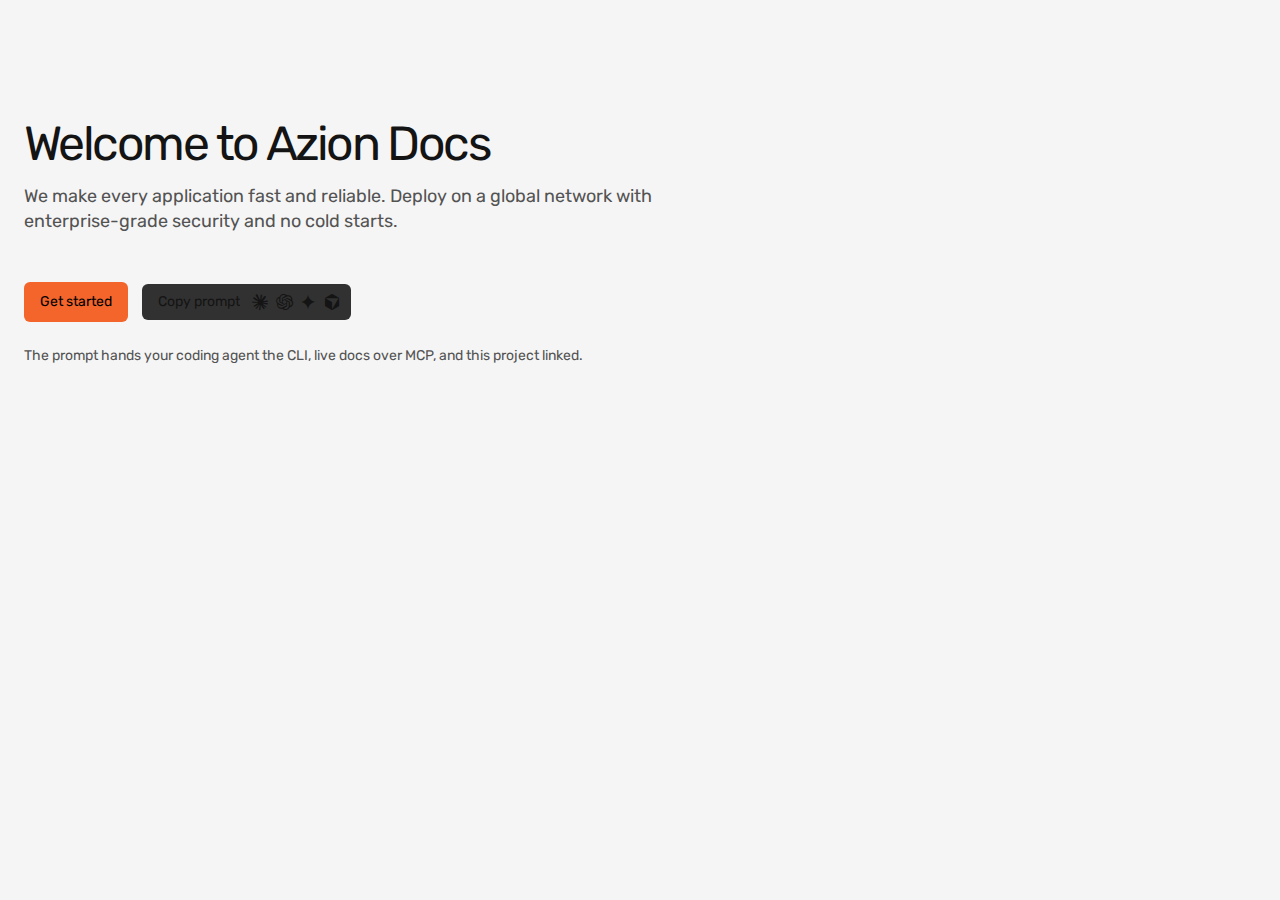 Welcome to Azion Docs
We make every application fast and reliable. Deploy on a global network with
enterprise-grade security and no cold starts.
Get started
Copy prompt
The prompt hands your coding agent the CLI, live docs over MCP, and this project linked.